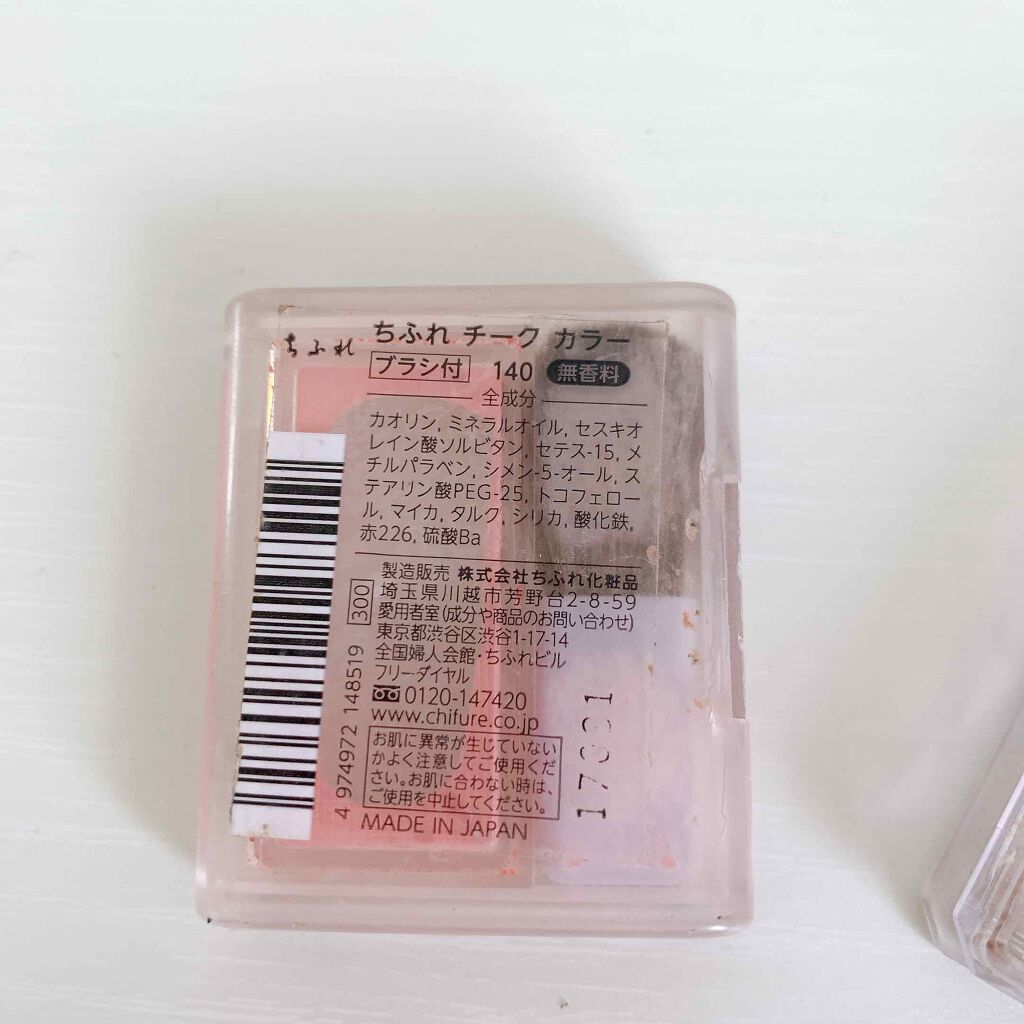 ちふれ
ちふれ チーク カラー
ブラシ付 140 無香料
全成分
カオリン, ミネラルオイル, セスキオ
レイン酸ソルビタン, セテス-15, メ
チルパラベン, シメン-5-オール, ス
テアリン酸PEG-25, トコフェロー
ル, マイカ, タルク, シリカ, 酸化鉄,
赤226, 硫酸Ba
製造販売 株式会社ちふれ化粧品
埼玉県川越市芳野台2-8-59
愛用者室(成分や商品のお問い合わせ)
東京都渋谷区渋谷1-17-14
全国婦人会館・ちふれビル
フリーダイヤル
0120-147420
www.chifure.co.jp
お肌に異常が生じていない
かよく注意してご使用くだ
さい。お肌に合わない時は、
ご使用を中止してください。
MADE IN JAPAN
300
4 974972 148519